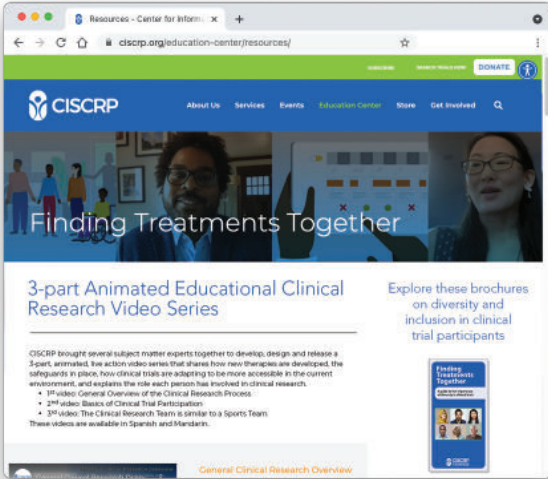 Resources - Center for Inform
ciscrp.org/education-center/resources/
SUBSCRIBE
DONATE
CISCRP
About Us Services Events Education Center Store Get Involved
Finding Treatments Together
3-part Animated Educational Clinical
Research Video Series
CISCRP brought several subject matter experts together to develop, design and release a
3-part, animated, live action video series that shares how new therapies are developed, the
safeguards in place, how clinical trials are adapting to be more accessible in the current
environment, and explains the role each person has involved in clinical research.
• 1st video: General Overview of the Clinical Research Process
• 2nd video: Basics of Clinical Trial Participation
• 3rd video: The Clinical Research Team is similar to a Sports Team
These videos are available in Spanish and Mandarin.
Explore these brochures
on diversity and
inclusion in clinical
trial participants
Finding
Treatments
Together
General Clinical Research Overview